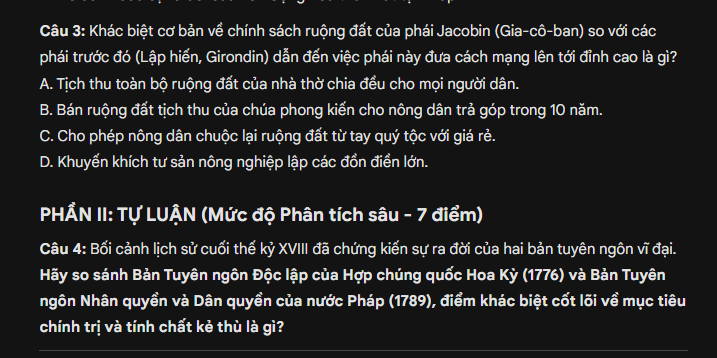 Câu 3: Khác biệt cơ bản về chính sách ruộng đất của phái Jacobin (Gia-cô-ban) so với các
phái trước đó (Lập hiến, Girondin) dẫn đến việc phái này đưa cách mạng lên tới đỉnh cao là gì?
A. Tịch thu toàn bộ ruộng đất của nhà thờ chia đều cho mọi người dân.
B. Bán ruộng đất tịch thu của chúa phong kiến cho nông dân trả góp trong 10 năm.
C. Cho phép nông dân chuộc lại ruộng đất từ tay quý tộc với giá rẻ.
D. Khuyến khích tư sản nông nghiệp lập các đồn điền lớn.
PHẦN II: TỰ LUẬN (Mức độ Phân tích sâu - 7 điểm)
Câu 4: Bối cảnh lịch sử cuối thế kỷ XVIII đã chứng kiến sự ra đời của hai bản tuyên ngôn vĩ đại.
Hãy so sánh Bản Tuyên ngôn Độc lập của Hợp chúng quốc Hoa Kỳ (1776) và Bản Tuyên
ngôn Nhân quyền và Dân quyền của nước Pháp (1789), điểm khác biệt cốt lõi về mục tiêu
chính trị và tính chất kẻ thù là gì?